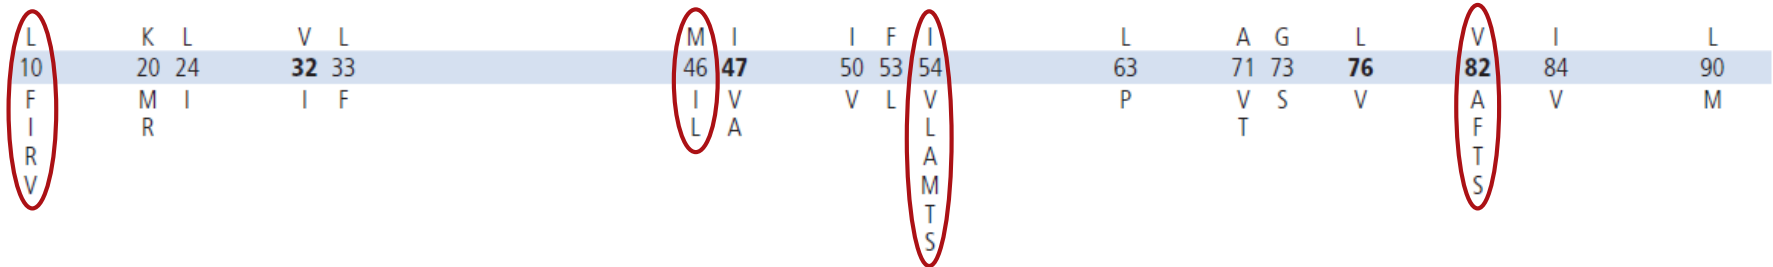 L K L V L M I I F I L A G L V I L
10 20 24 32 33 46 47 50 53 54 63 71 73 76 82 84 90
F M I I F I V V L V P V S V A V M
I R L A L T F
R A T
V M S
T
S